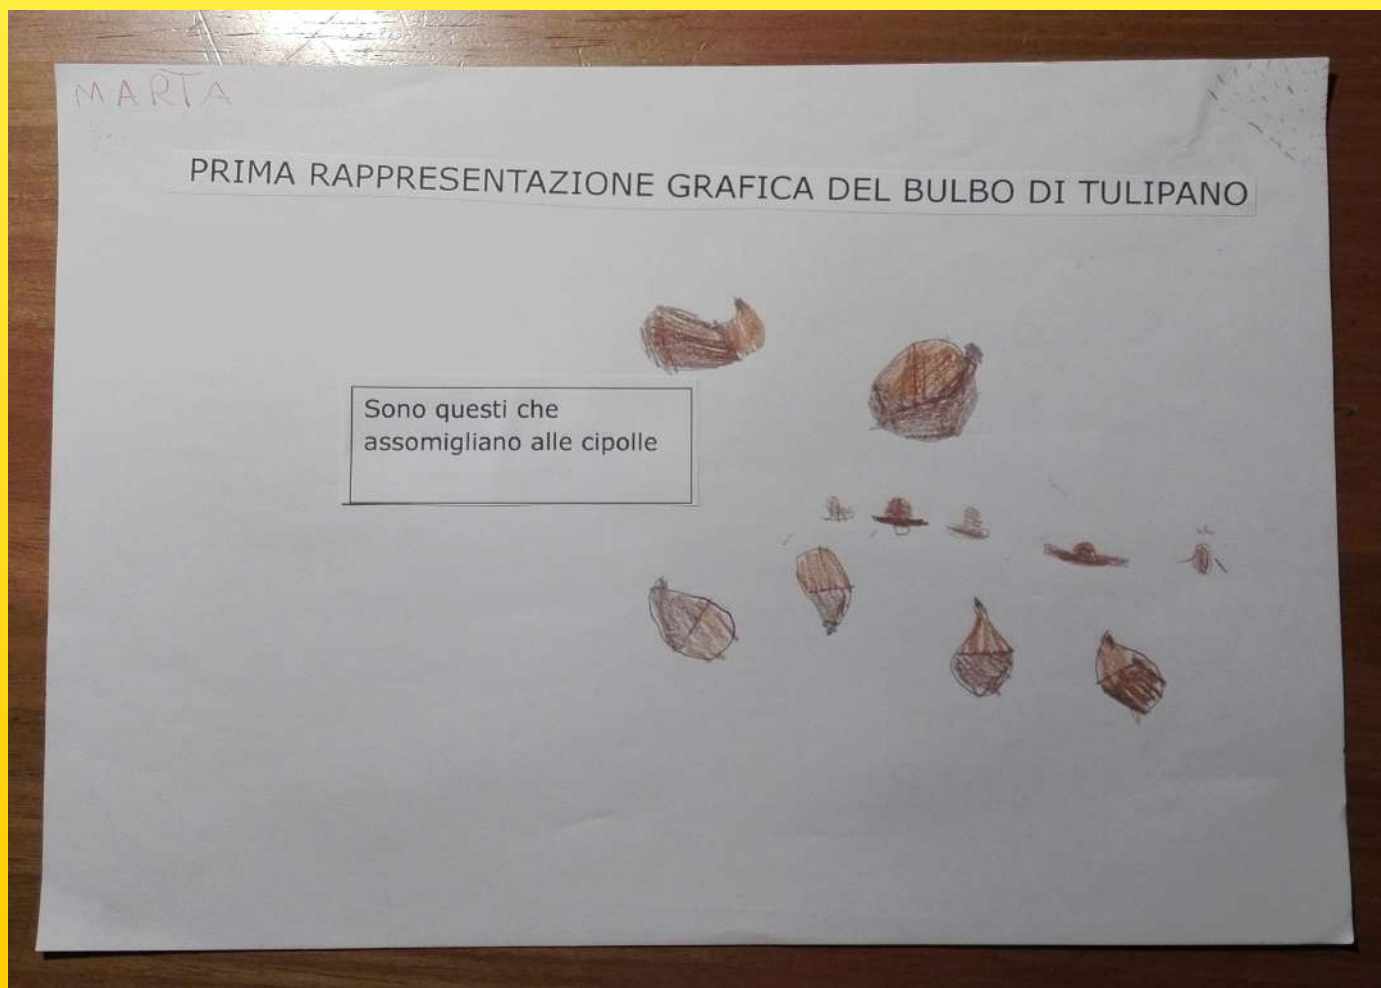 MARTA
PRIMA RAPPRESENTAZIONE GRAFICA DEL BULBO DI TULIPANO
Sono questi che
assomigliano alle cipolle